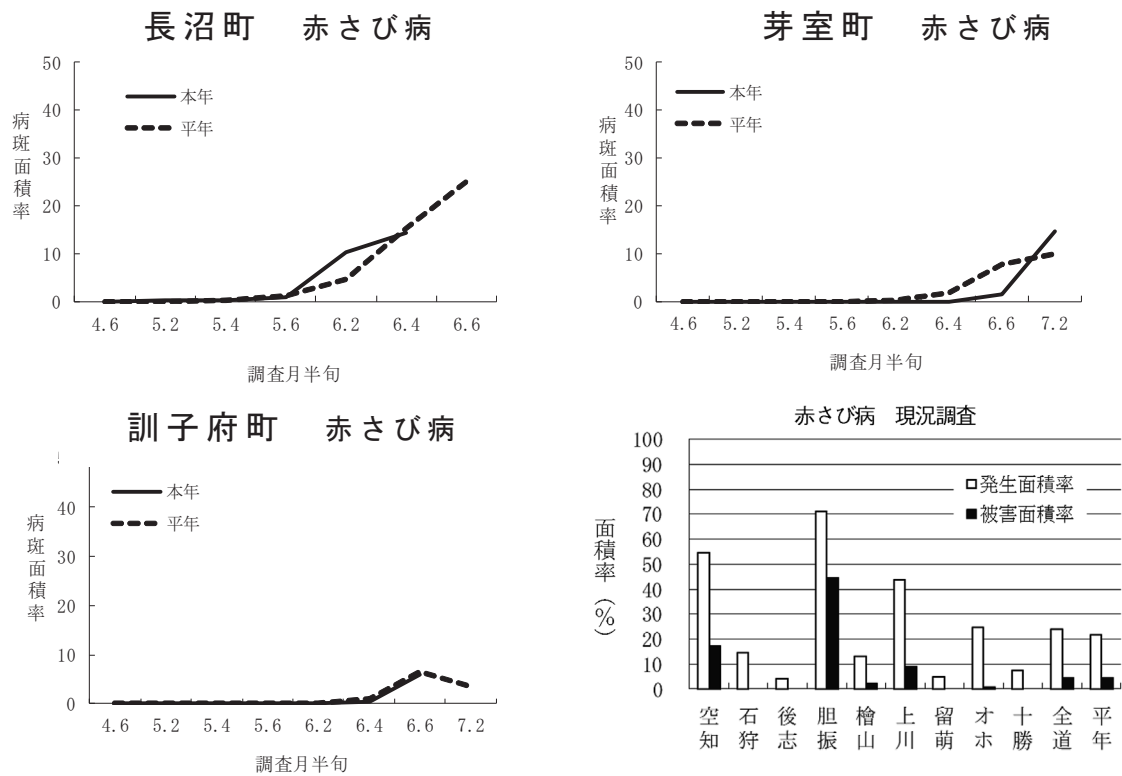 長沼町 赤さび病
50
40
30
20
10
0
病斑面積率
本年
平年
4.6 5.2 5.4 5.6 6.2 6.4 6.6
調査月半旬
芽室町 赤さび病
50
40
30
20
10
0
病斑面積率
本年
平年
4.6 5.2 5.4 5.6 6.2 6.4 6.6 7.2
調査月半旬
訓子府町 赤さび病
40
30
20
10
0
病斑面積率
本年
平年
4.6 5.2 5.4 5.6 6.2 6.4 6.6 7.2
調査月半旬
赤さび病 現況調査
100
90
80
70
60
50
40
30
20
10
0
面積率(%)
発生面積率
被害面積率
空知 石狩 後志 胆振 檜山 上川 留萌 オホ 十勝 全道 平年